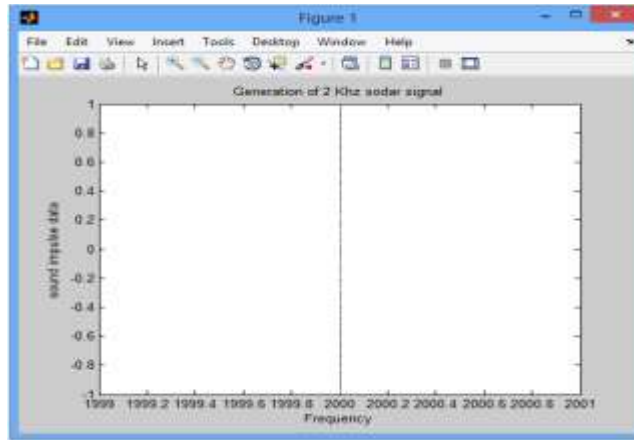 Figure 1
File Edit View Insert Tools Desktop Window Help
Generation of 2 Khz sodar signal
1
0.8
0.6
0.4
0.2
0
-0.2
-0.4
-0.6
-0.8
-1
sound impulse data
1999 1999.2 1999.4 1999.6 1999.8 2000 2000.2 2000.4 2000.6 2000.8 2001
Frequency